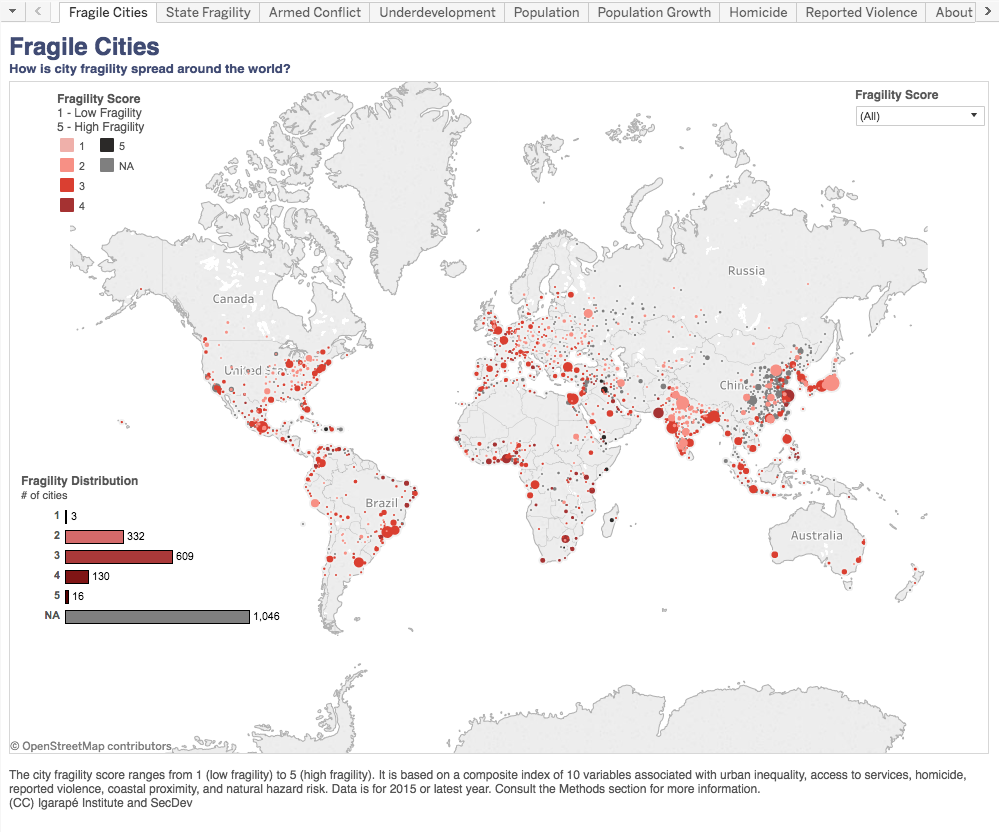 Fragile Cities
State Fragility
Armed Conflict
Underdevelopment
Population
Population Growth
Homicide
Reported Violence
About
Fragile Cities
How is city fragility spread around the world?
Fragility Score
1 - Low Fragility
5 - High Fragility
1
5
2
NA
3
4
Fragility Score
(All)
Canada
Russia
United
China
Brazil
Australia
Fragility Distribution
# of cities
1 3
2 332
3 609
4 130
5 16
NA 1,046
© OpenStreetMap contributors
The city fragility score ranges from 1 (low fragility) to 5 (high fragility). It is based on a composite index of 10 variables associated with urban inequality, access to services, homicide,
reported violence, coastal proximity, and natural hazard risk. Data is for 2015 or latest year. Consult the Methods section for more information.
(CC) Igarapé Institute and SecDev